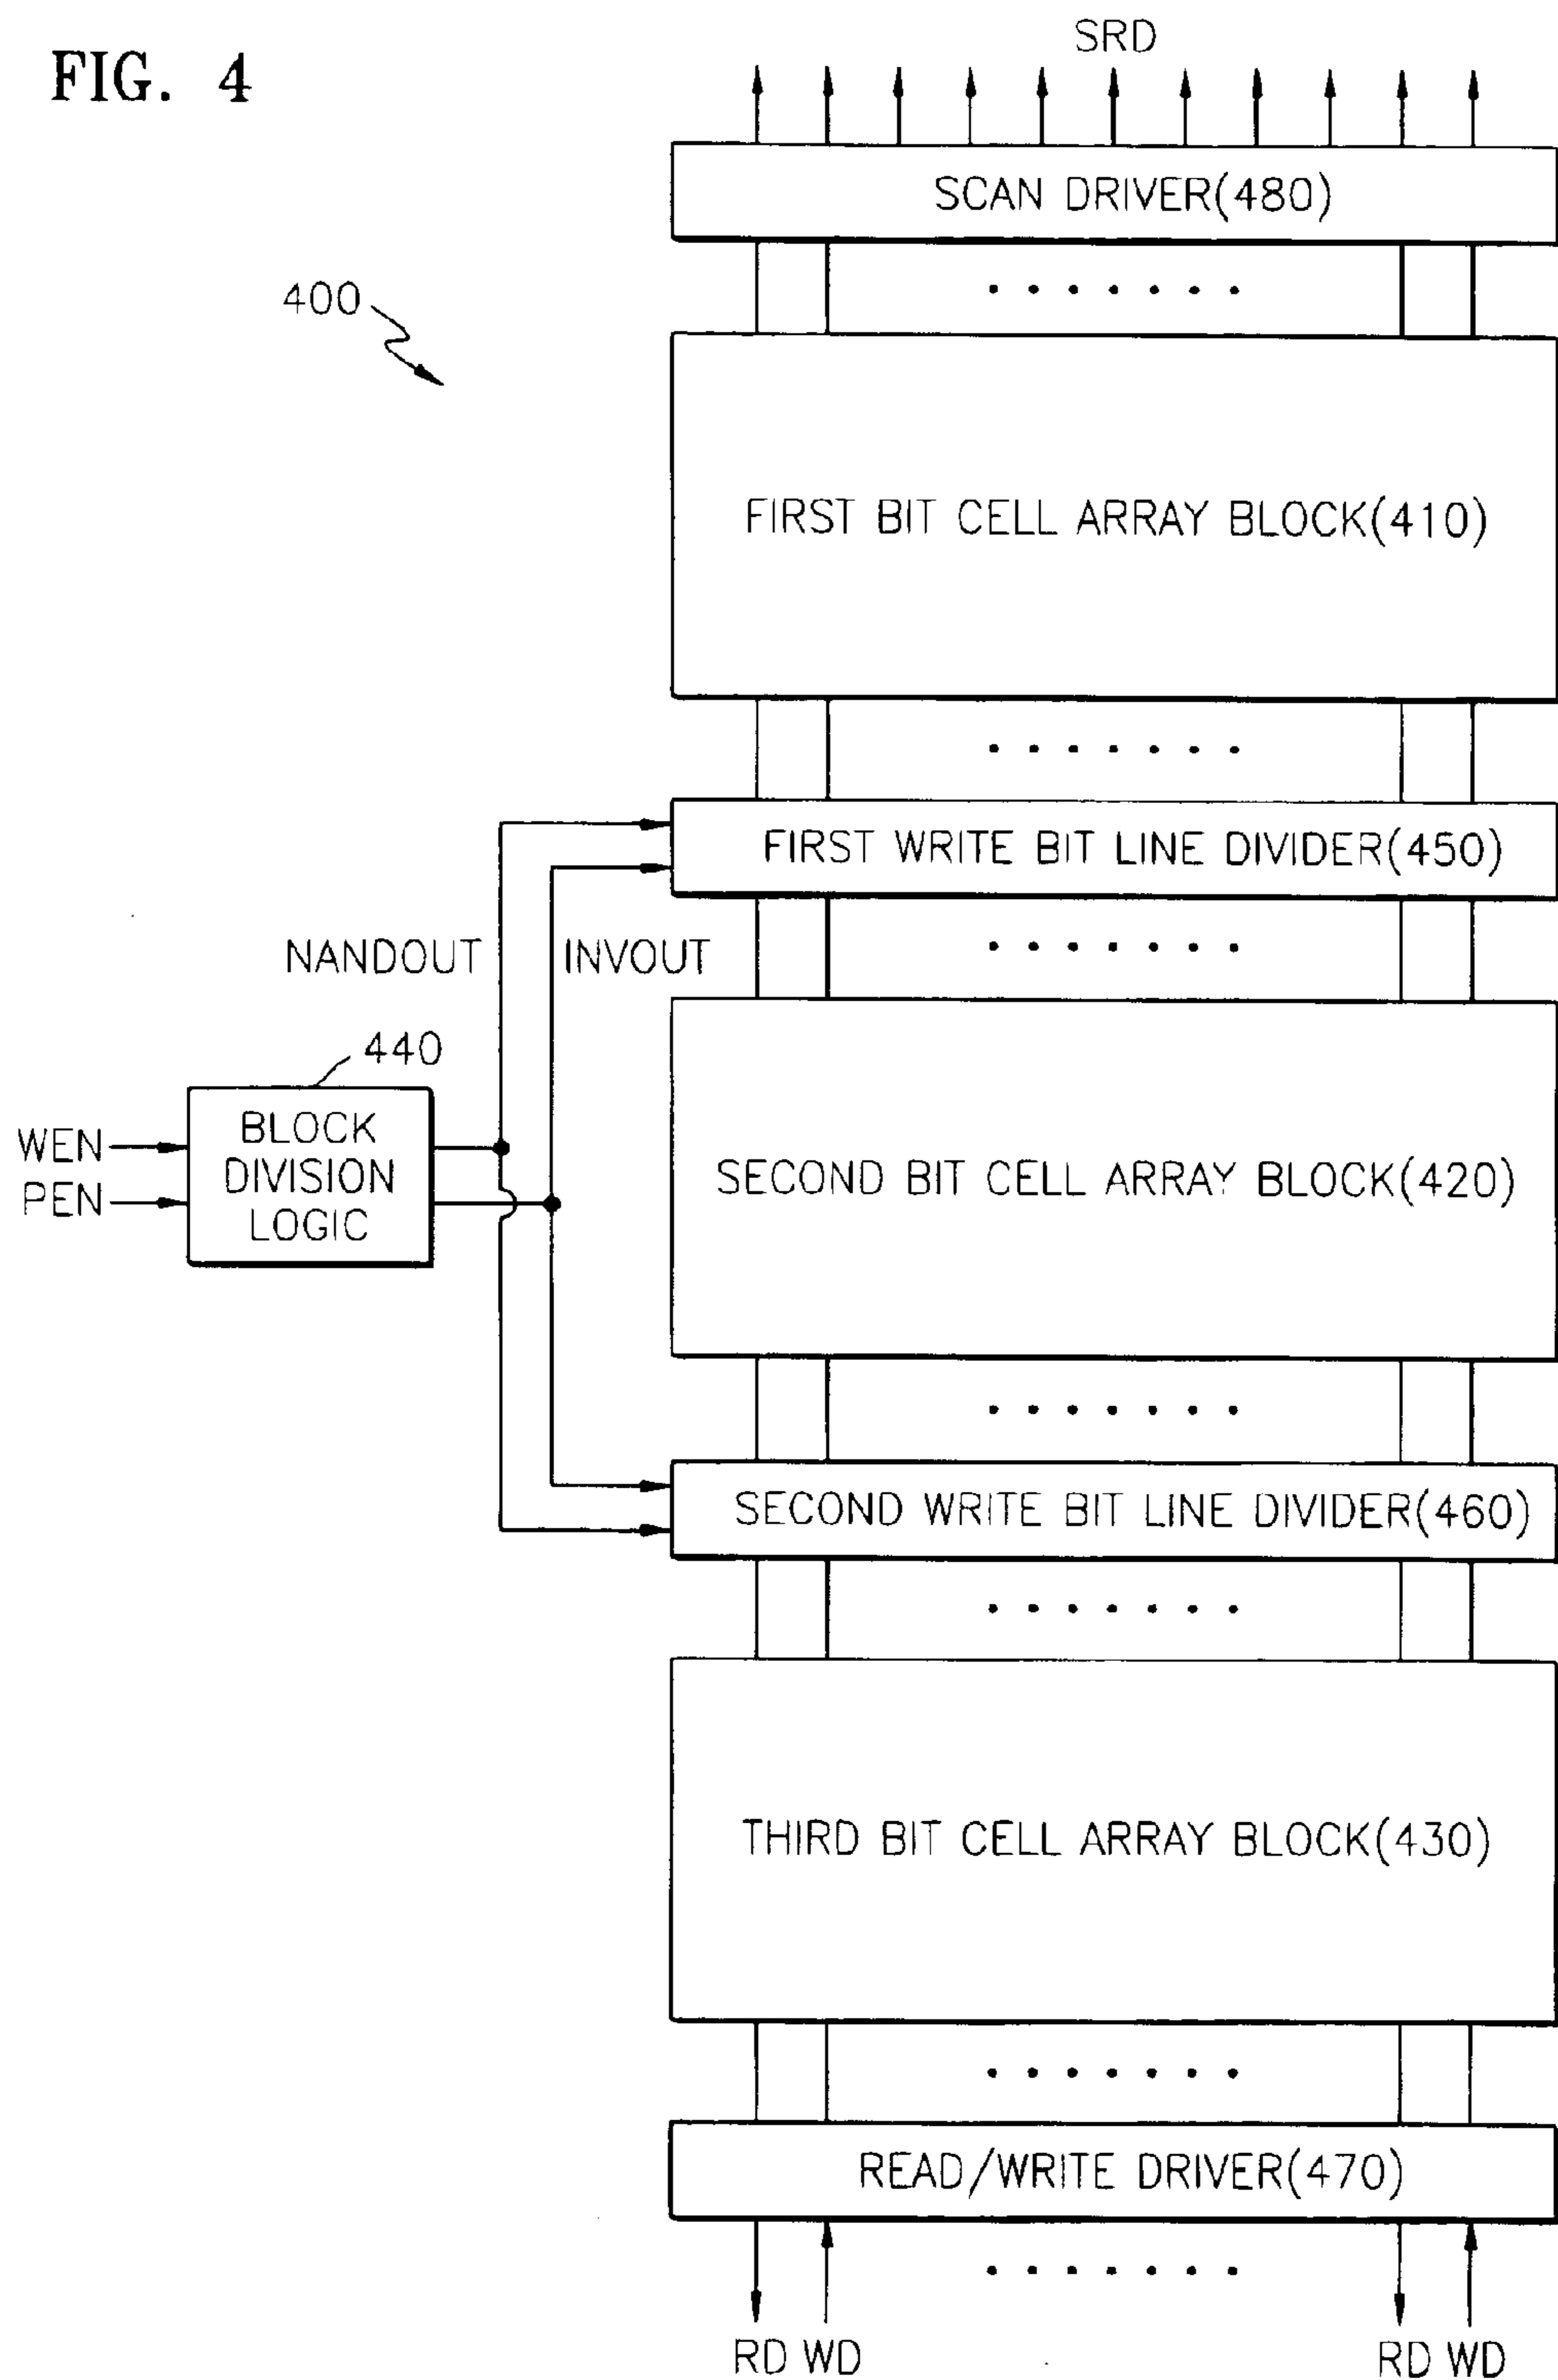 FIG. 4
SRD
SCAN DRIVER(480)
400
FIRST BIT CELL ARRAY BLOCK(410)
FIRST WRITE BIT LINE DIVIDER(450)
NANDOUT
INVOUT
440
WEN
PEN
BLOCK
DIVISION
LOGIC
SECOND BIT CELL ARRAY BLOCK(420)
SECOND WRITE BIT LINE DIVIDER(460)
THIRD BIT CELL ARRAY BLOCK(430)
READ/WRITE DRIVER(470)
RD WD
RD WD